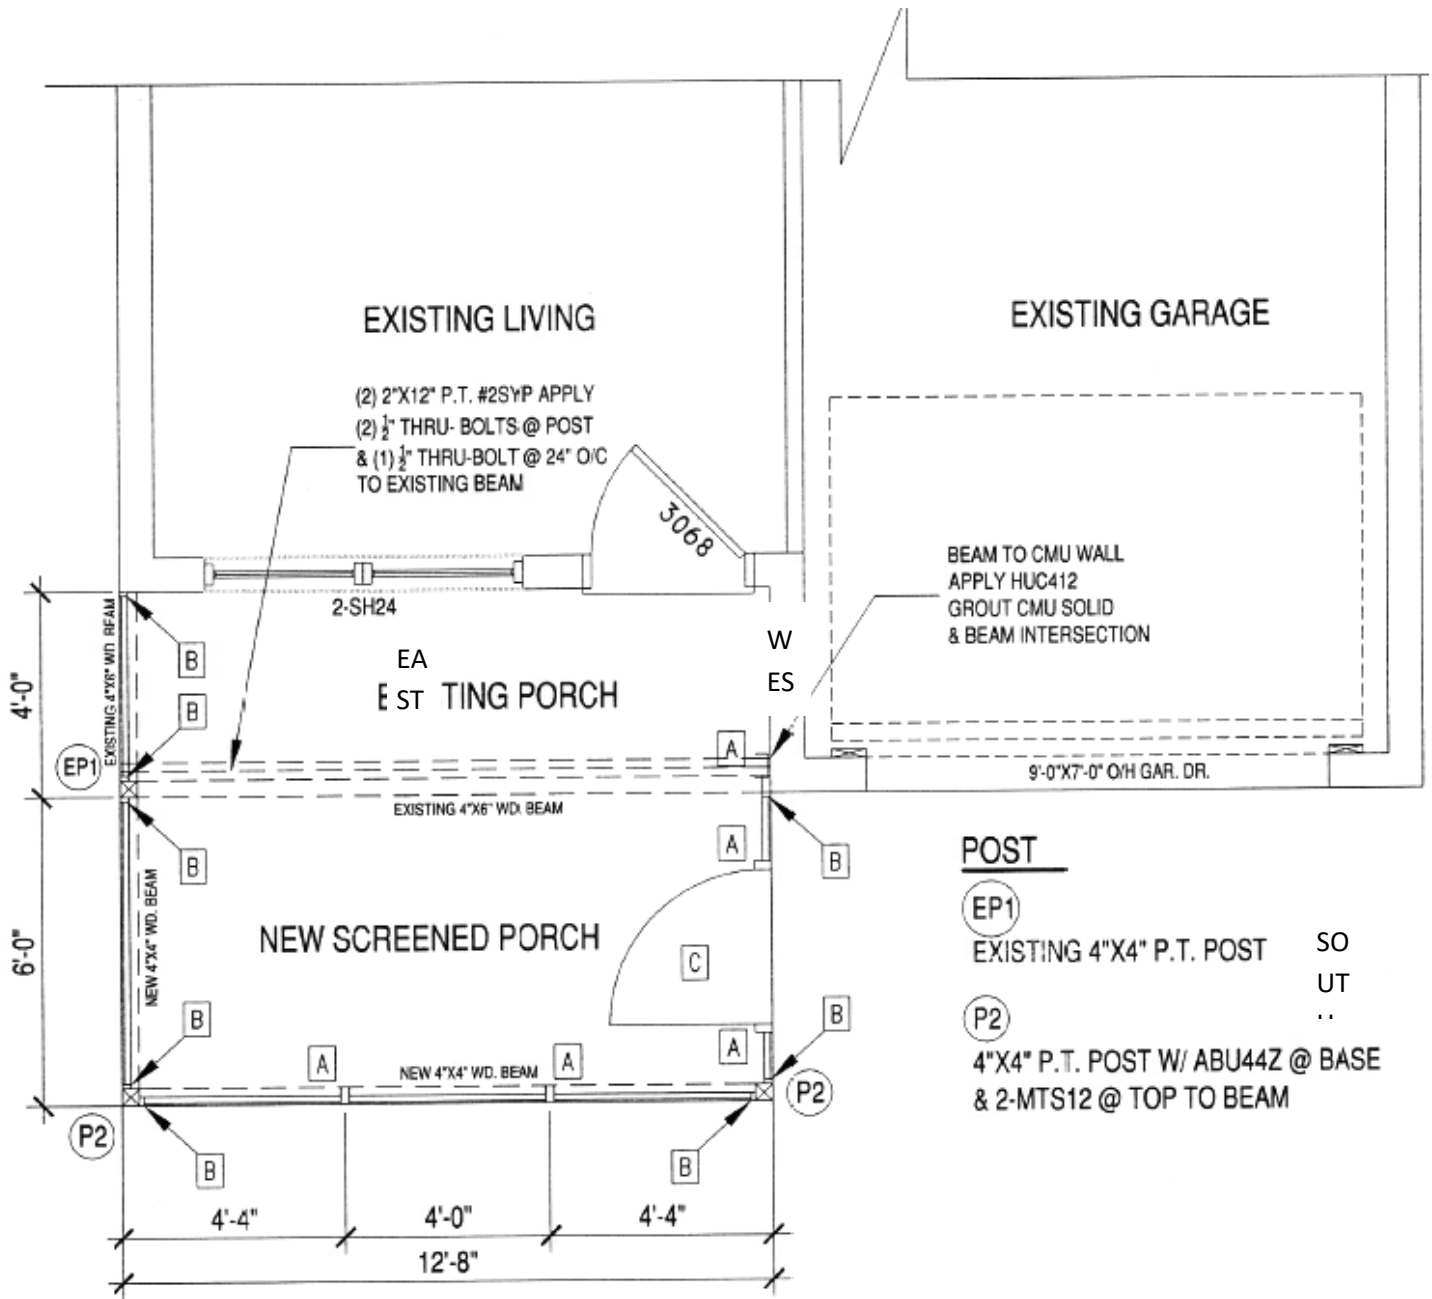 EXISTING LIVING
EXISTING GARAGE
(2) 2"X12" P.T. #2SYP APPLY
(2) ½" THRU- BOLTS @ POST
& (1) ½" THRU-BOLT @ 24" O/C
TO EXISTING BEAM
3068
BEAM TO CMU WALL
APPLY HUC412
GROUT CMU SOLID
& BEAM INTERSECTION
2-SH24
EXISTING 4"X6" WD. BEAM
B
EA
ST
W
ES
4'-0"
B
TING PORCH
A
EP1
9'-0"X7'-0" O/H GAR. DR.
EXISTING 4"X6" WD. BEAM
B
A
B
POST
EP1
EXISTING 4"X4" P.T. POST
SO
UT
NEW 4"X4" WD. BEAM
NEW SCREENED PORCH
6'-0"
C
B
B
P2
4"X4" P.T. POST W/ ABU44Z @ BASE
& 2-MTS12 @ TOP TO BEAM
A
NEW 4"X4" WD. BEAM
A
A
P2
P2
B
B
4'-4"
4'-0"
4'-4"
12'-8"